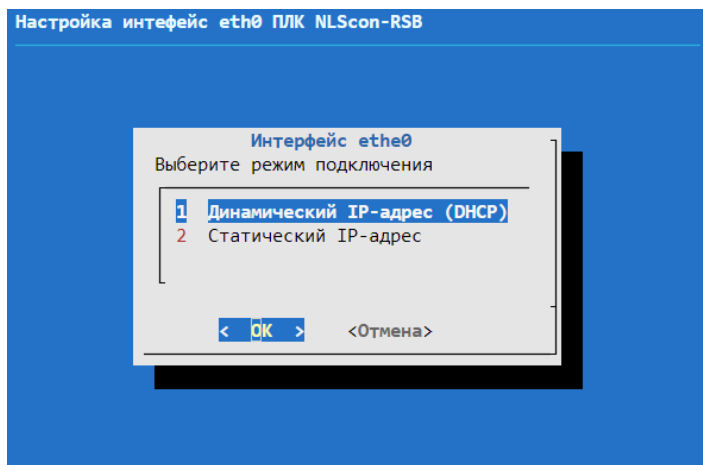 Настройка интефейс eth0 ПЛК NLScon-RSB
Интерфейс ethe0
Выберите режим подключения
1 Динамический IP-адрес (DHCP)
2 Статический IP-адрес
< OK > <Отмена>